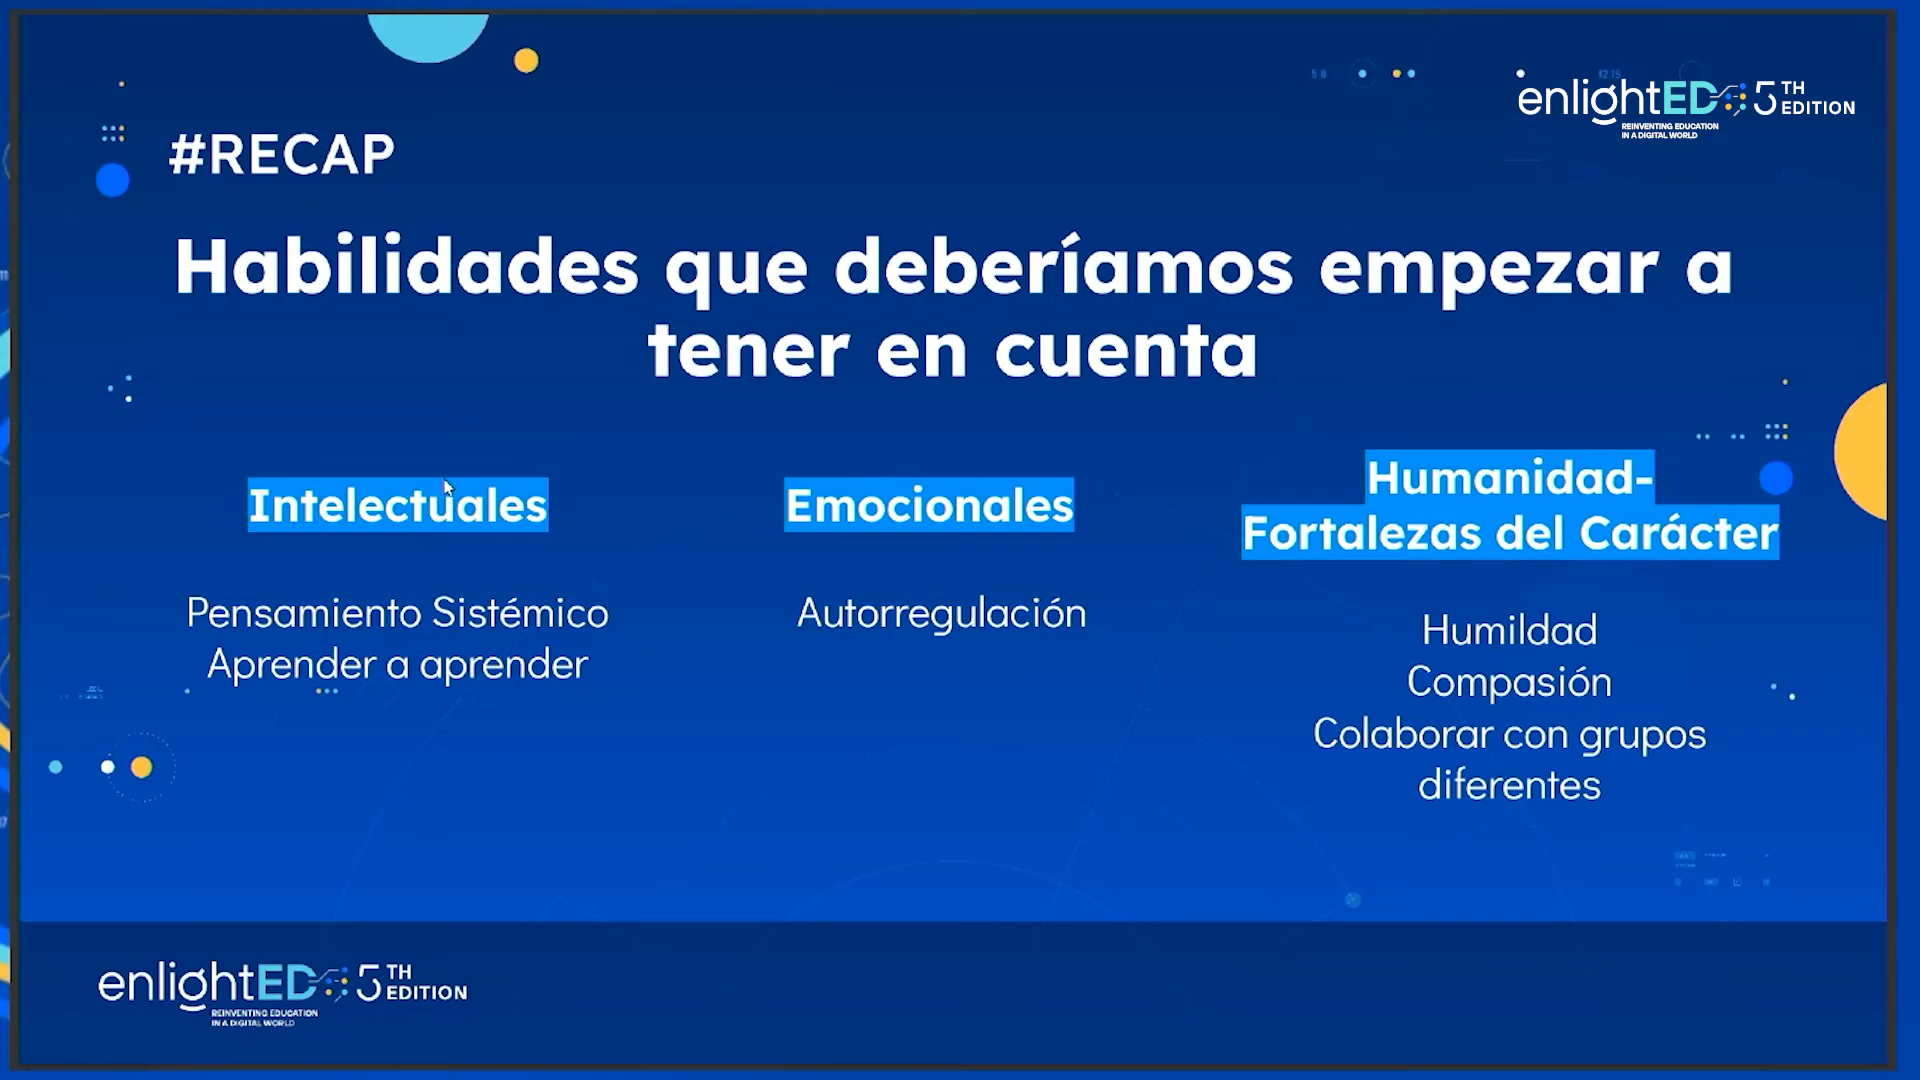 enlightED 5TH EDITION
REINVENTING EDUCATION
IN A DIGITAL WORLD
#RECAP
Habilidades que deberíamos empezar a
tener en cuenta
Intelectuales
Pensamiento Sistémico
Aprender a aprender
Emocionales
Autorregulación
Humanidad-
Fortalezas del Carácter
Humildad
Compasión
Colaborar con grupos
diferentes
enlightED 5TH EDITION
REINVENTING EDUCATION
IN A DIGITAL WORLD